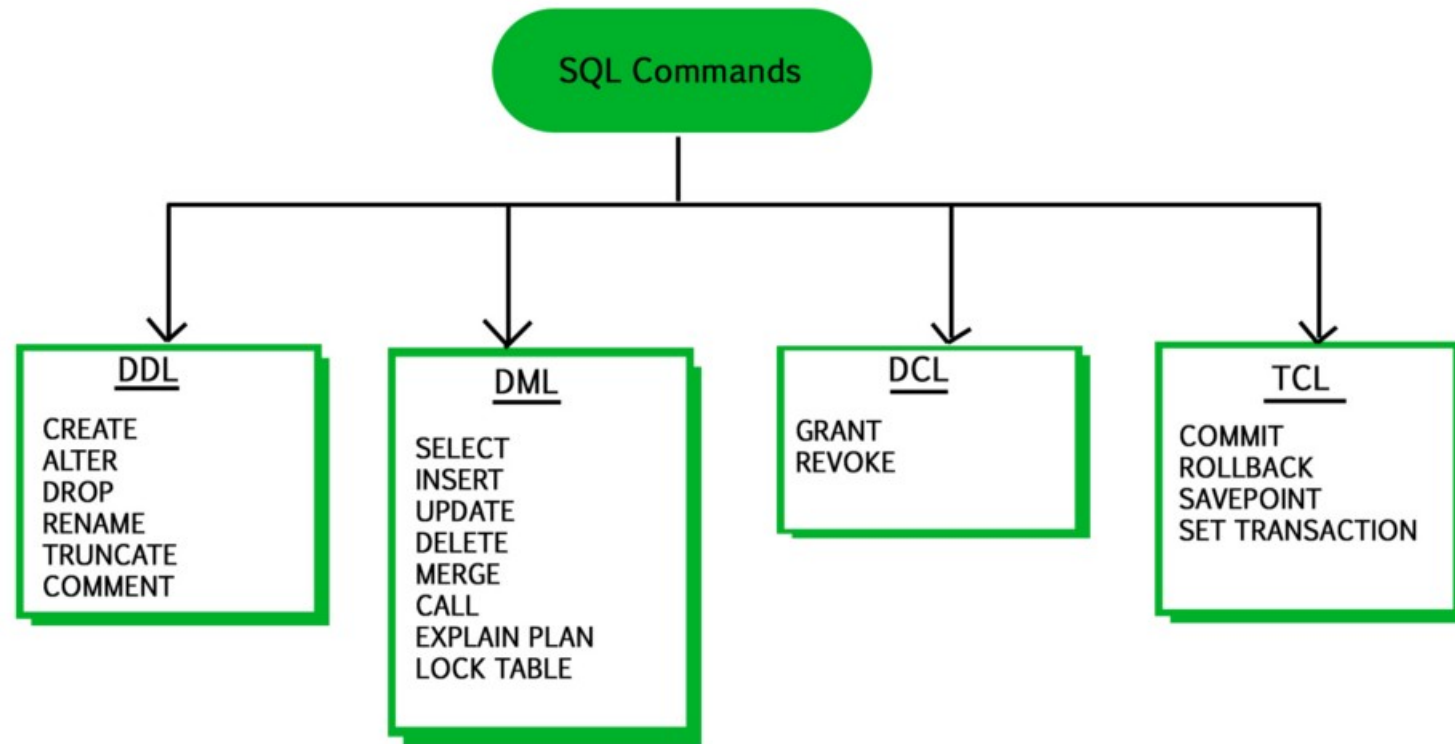 SQL Commands
DDL
CREATE
ALTER
DROP
RENAME
TRUNCATE
COMMENT
DML
SELECT
INSERT
UPDATE
DELETE
MERGE
CALL
EXPLAIN PLAN
LOCK TABLE
DCL
GRANT
REVOKE
TCL
COMMIT
ROLLBACK
SAVEPOINT
SET TRANSACTION